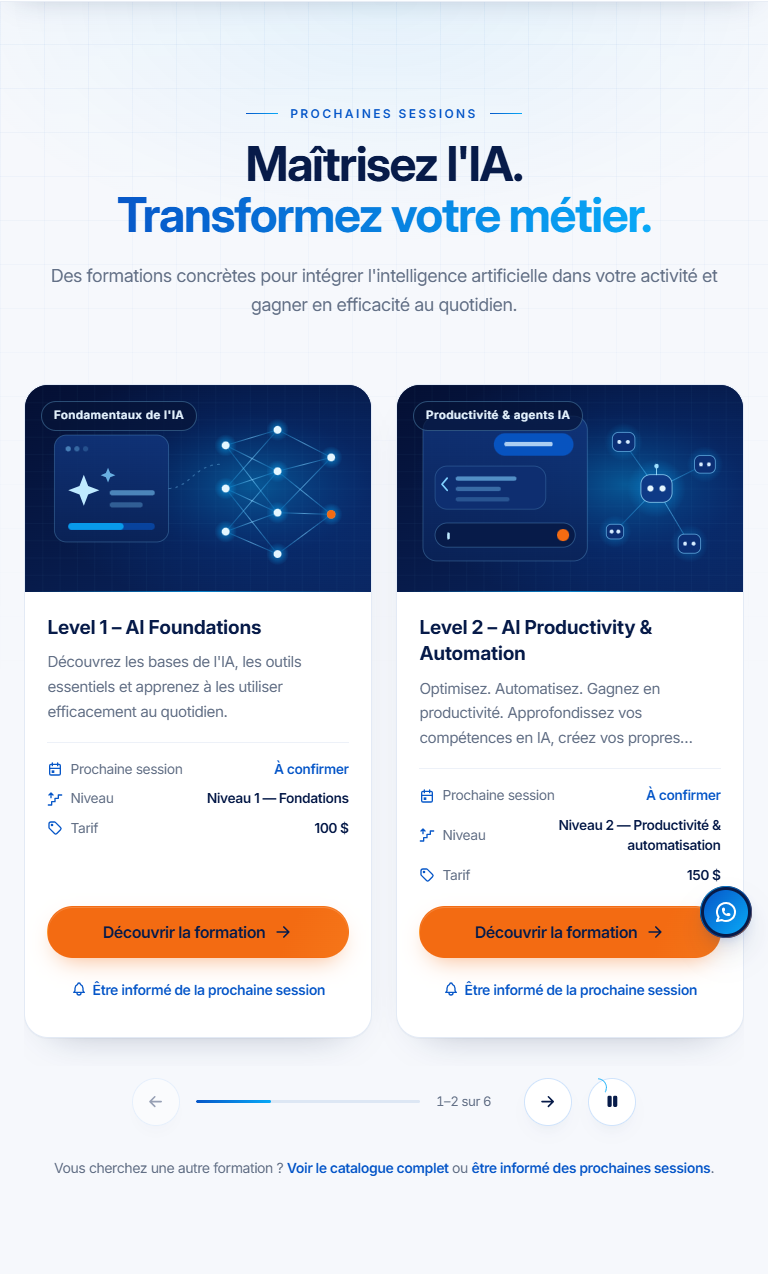 PROCHAINES SESSIONS
Maîtrisez l'IA.
Transformez votre métier.
Des formations concrètes pour intégrer l'intelligence artificielle dans votre activité et
gagner en efficacité au quotidien.
Fondamentaux de l'IA
Level 1 – AI Foundations
Découvrez les bases de l'IA, les outils
essentiels et apprenez à les utiliser
efficacement au quotidien.
Prochaine session À confirmer
Niveau Niveau 1 — Fondations
Tarif 100 $
Découvrir la formation →
Être informé de la prochaine session
Productivité & agents IA
Level 2 – AI Productivity &
Automation
Optimisez. Automatisez. Gagnez en
productivité. Approfondissez vos
compétences en IA, créez vos propres...
Prochaine session À confirmer
Niveau Niveau 2 — Productivité &
automatisation
Tarif 150 $
Découvrir la formation →
Être informé de la prochaine session
1–2 sur 6
Vous cherchez une autre formation ? Voir le catalogue complet ou être informé des prochaines sessions.